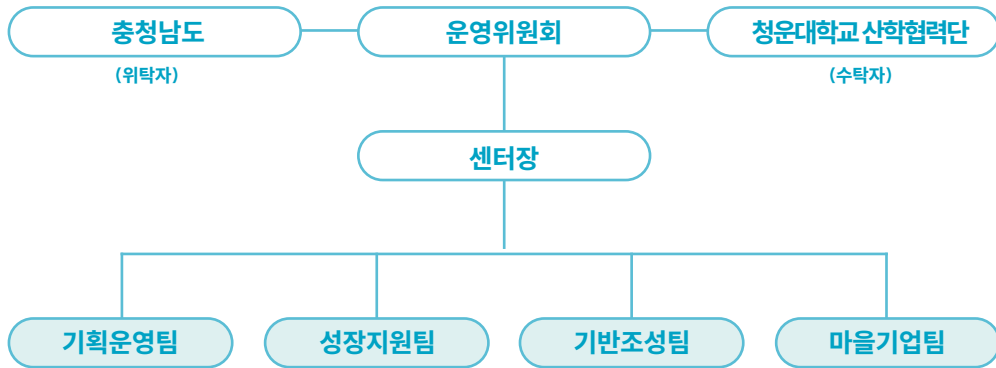 충청남도
운영위원회
청운대학교 산학협력단
(위탁자)
(수탁자)
센터장
기획운영팀
성장지원팀
기반조성팀
마을기업팀